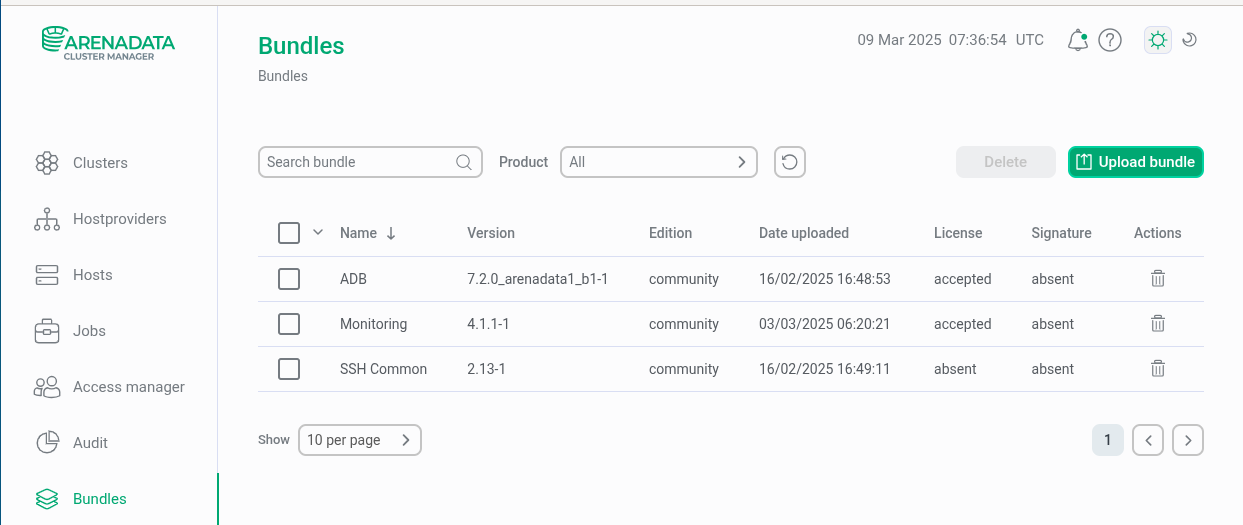 ARENADATA
CLUSTER MANAGER
Clusters
Hostproviders
Hosts
Jobs
Access manager
Audit
Bundles
Bundles
Bundles
09 Mar 2025 07:36:54 UTC
Search bundle Product All Delete Upload bundle
Name Version Edition Date uploaded License Signature Actions
ADB 7.2.0_arenadata1_b1-1 community 16/02/2025 16:48:53 accepted absent
Monitoring 4.1.1-1 community 03/03/2025 06:20:21 accepted absent
SSH Common 2.13-1 community 16/02/2025 16:49:11 absent absent
Show 10 per page 1